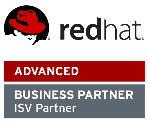 redhat.
ADVANCED
BUSINESS PARTNER
ISV Partner